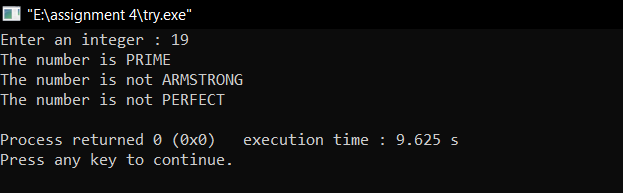 "E:\assignment 4\try.exe"
Enter an integer : 19
The number is PRIME
The number is not ARMSTRONG
The number is not PERFECT
Process returned 0 (0x0)   execution time : 9.625 s
Press any key to continue.